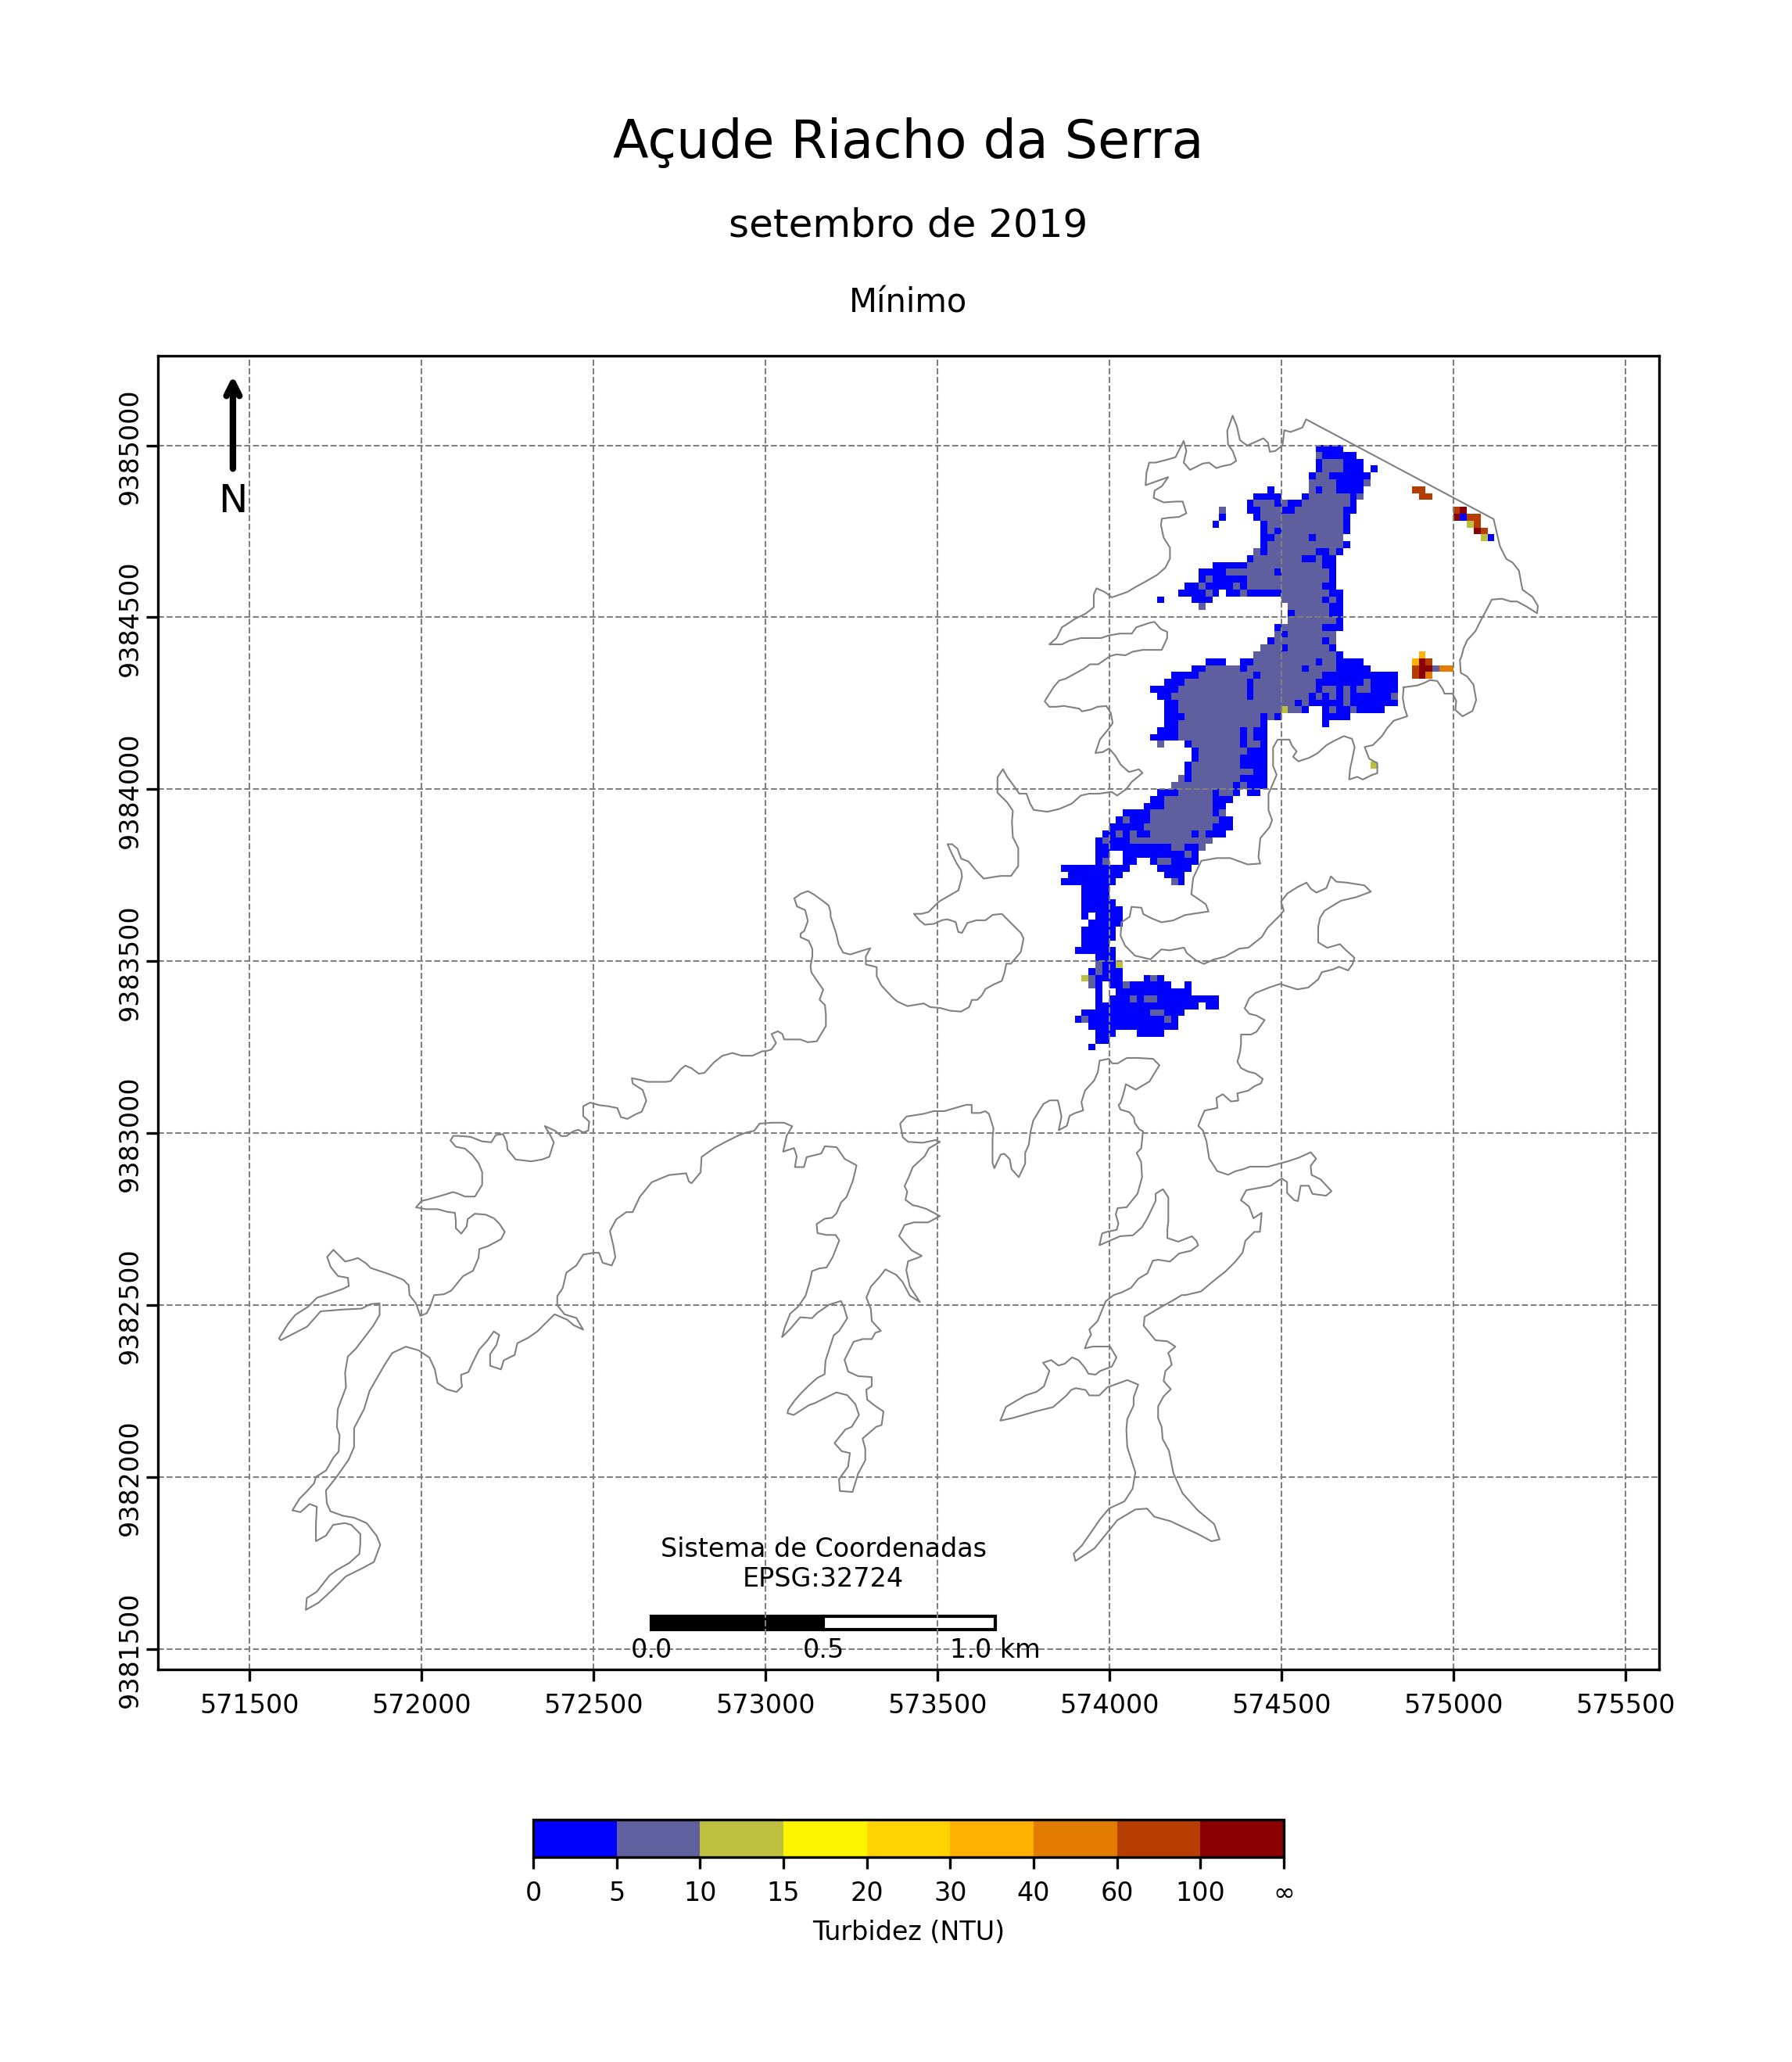 Açude Riacho da Serra
setembro de 2019
Mínimo
N
9385000
9384500
9384000
9383500
9383000
9382500
9382000
9381500
Sistema de Coordenadas
EPSG:32724
0.0 0.5 1.0 km
571500 572000 572500 573000 573500 574000 574500 575000 575500
0 5 10 15 20 30 40 60 100 ∞
Turbidez (NTU)